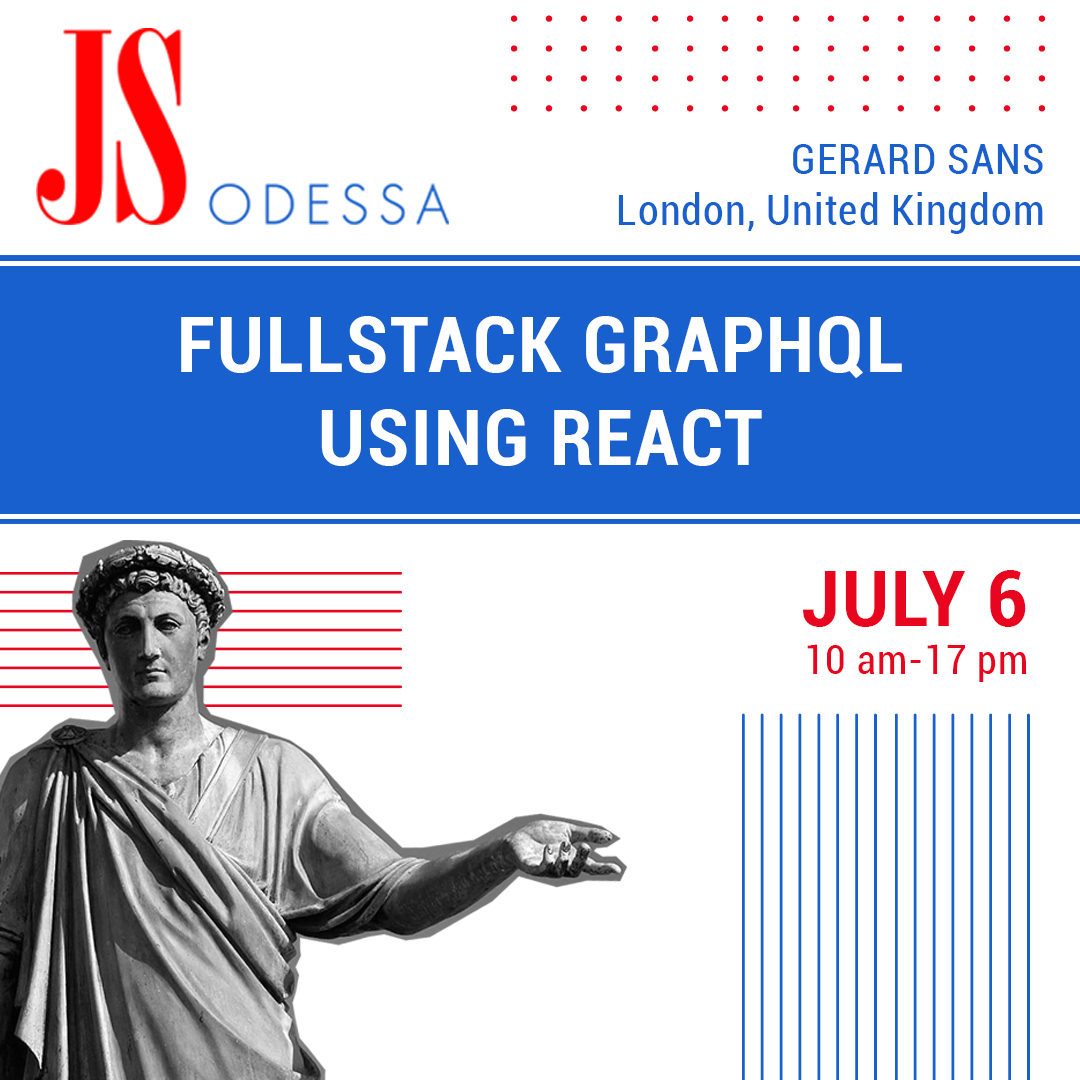 JS ODESSA
GERARD SANS
London, United Kingdom
FULLSTACK GRAPHQL
USING REACT
JULY 6
10 am-17 pm